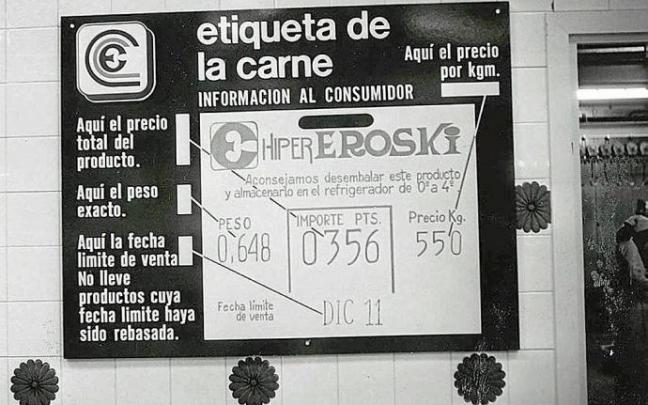 etiqueta de
la carne
INFORMACION AL CONSUMIDOR
Aquí el precio
por kgm.
Aquí el precio
total del
producto.
Aquí el peso
exacto.
Aquí la fecha
límite de venta
No lleve
productos cuya
fecha límite haya
sido rebasada.
HIPER EROSKI
Aconsejamos desembalar este producto
y almacenarlo en el refrigerador de 0º a 4º
PESO
0,648
IMPORTE PTS.
0356
Precio Kg.
550
Fecha límite
de venta
DIC 11